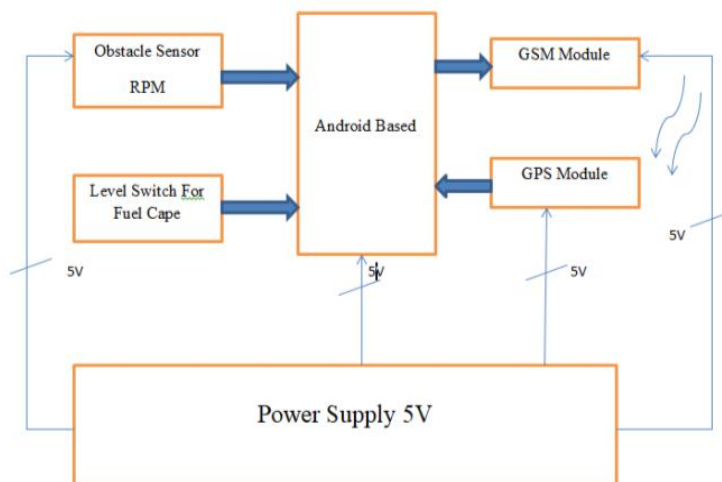 Obstacle Sensor
RPM
Level Switch For
Fuel Cape
Android Based
GSM Module
GPS Module
5V
5V
5V
5V
Power Supply 5V